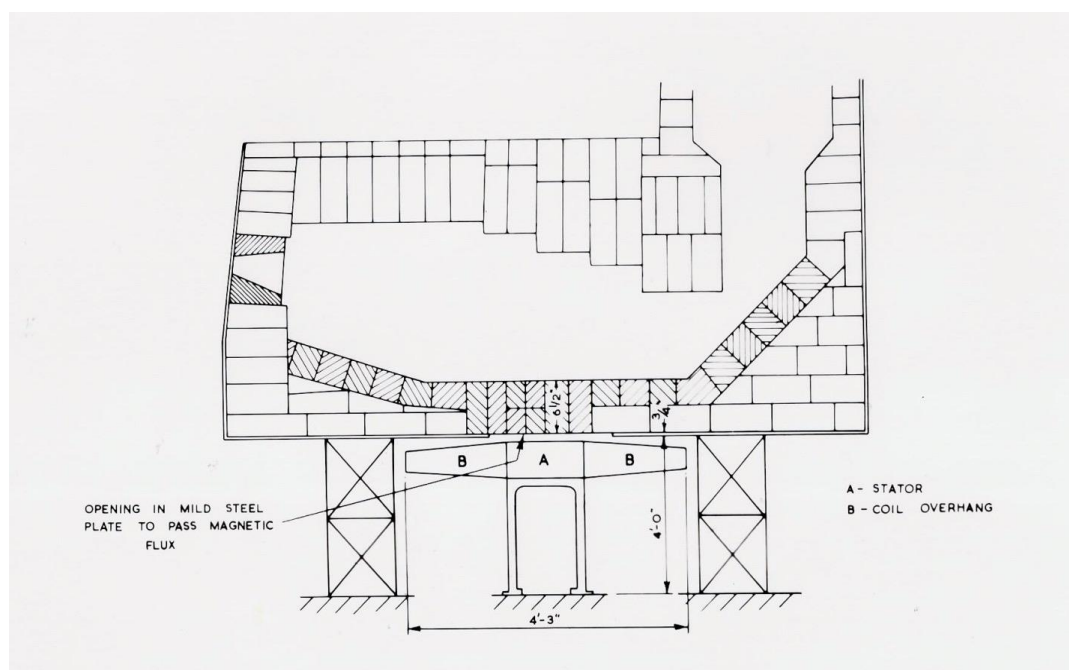 6 1/2"
3/4"
B A B
A - STATOR
B - COIL OVERHANG
OPENING IN MILD STEEL
PLATE TO PASS MAGNETIC
FLUX
4'-0"
4'-3"